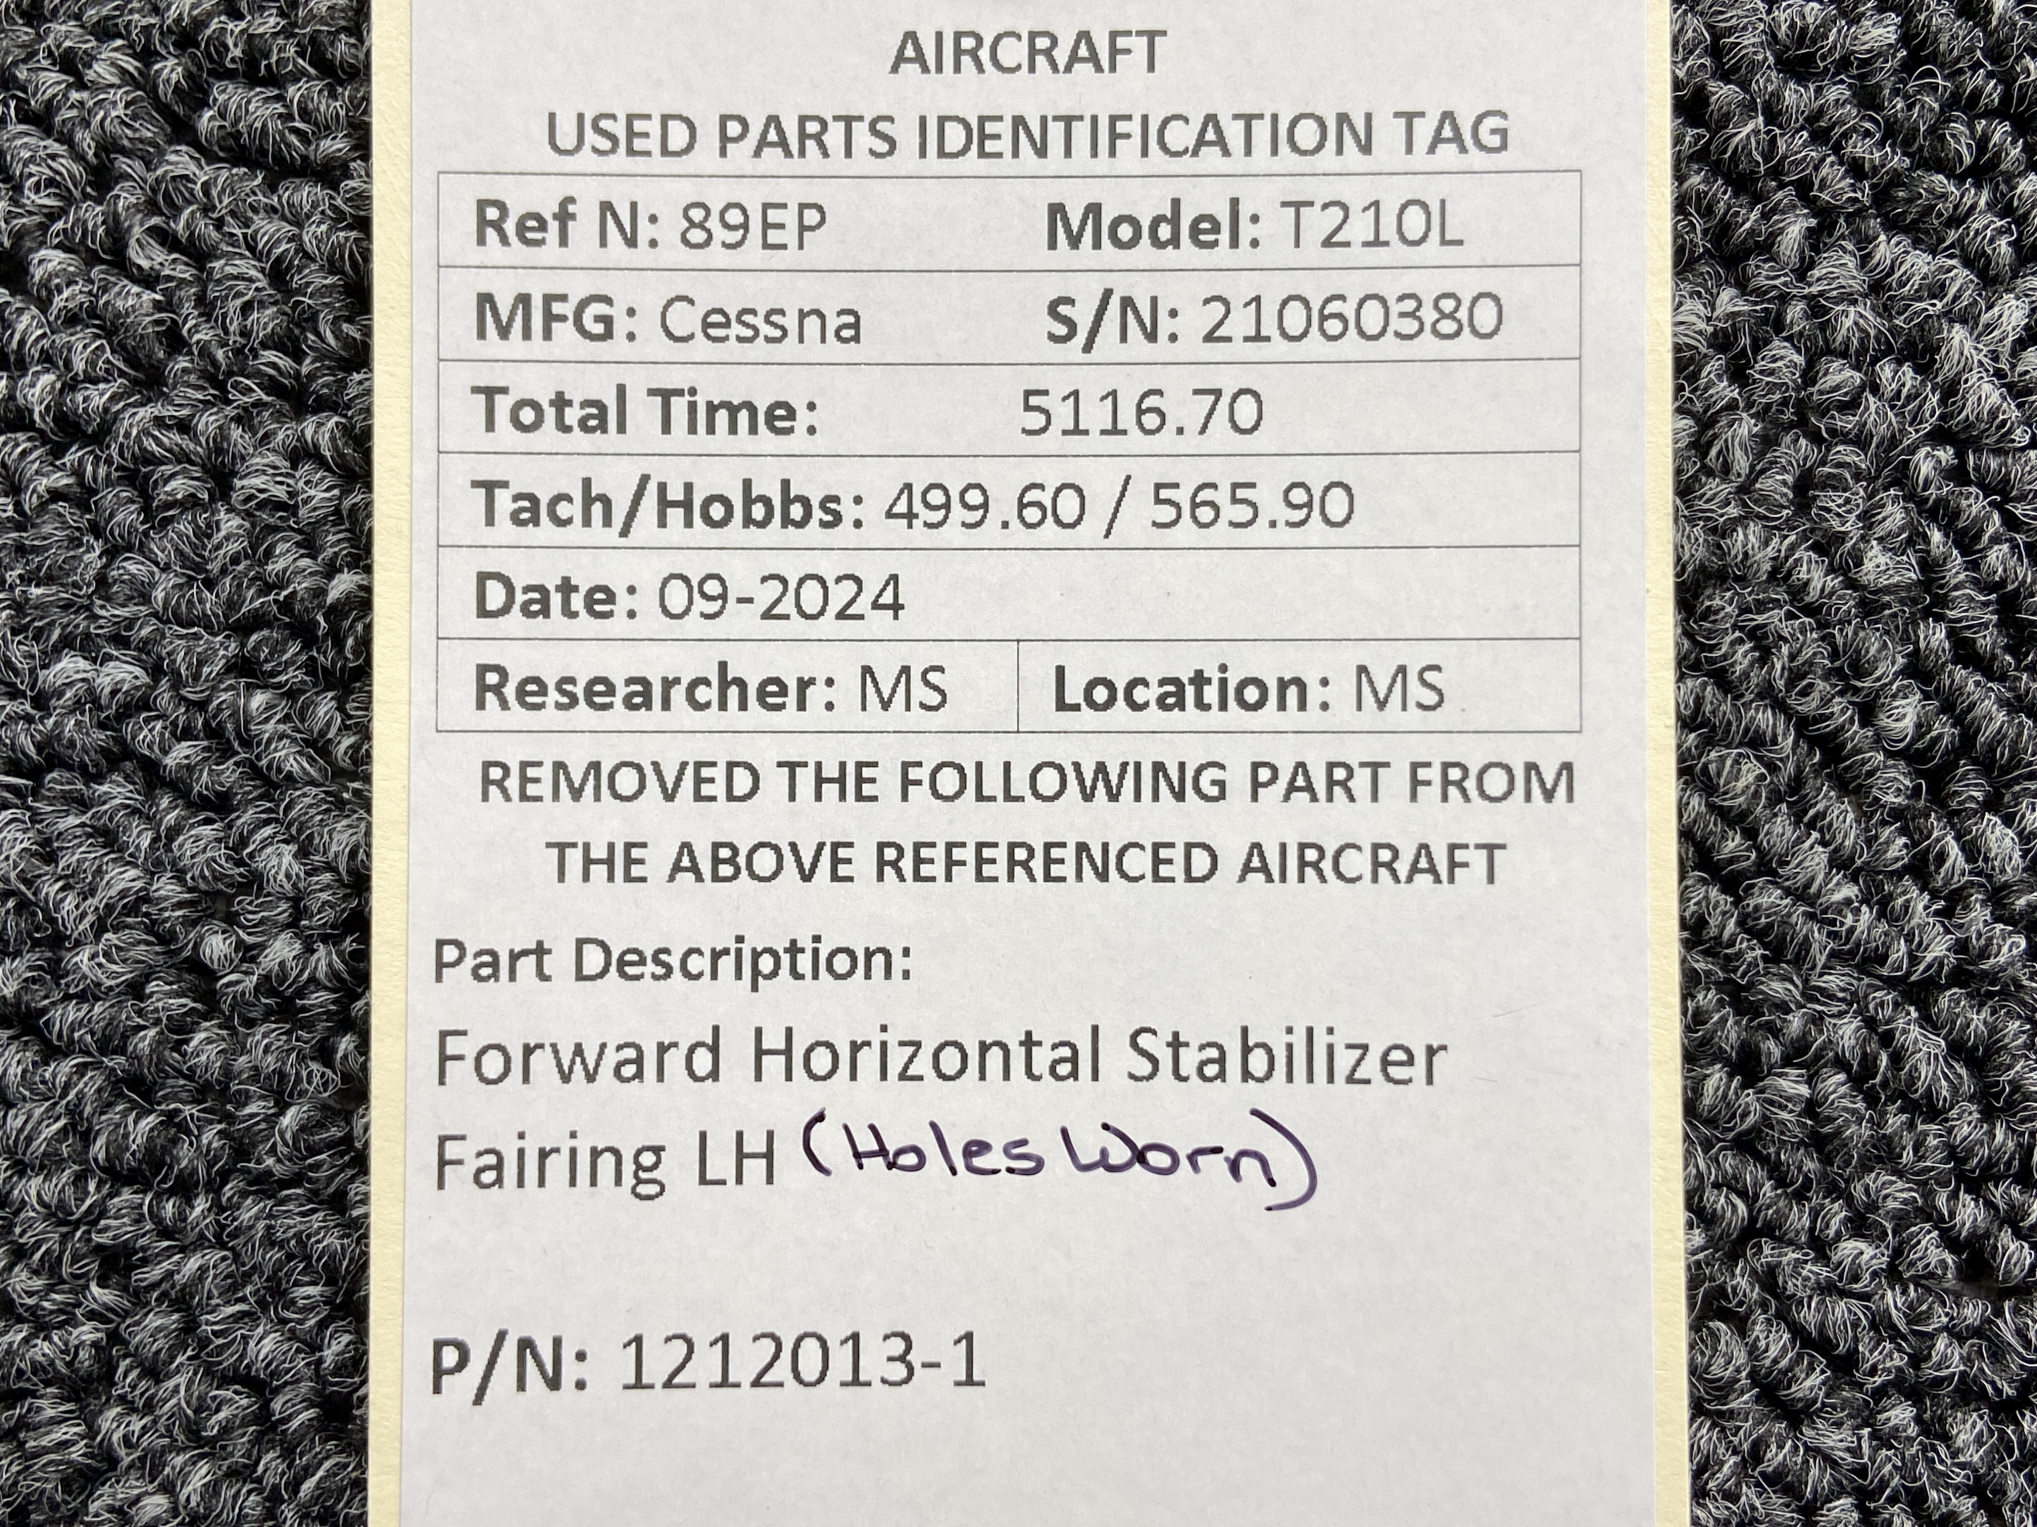 AIRCRAFT
USED PARTS IDENTIFICATION TAG
Ref N: 89EP Model: T210L
MFG: Cessna S/N: 21060380
Total Time: 5116.70
Tach/Hobbs: 499.60 / 565.90
Date: 09-2024
Researcher: MS Location: MS
REMOVED THE FOLLOWING PART FROM
THE ABOVE REFERENCED AIRCRAFT
Part Description:
Forward Horizontal Stabilizer
Fairing LH (Holes Worn)
P/N: 1212013-1